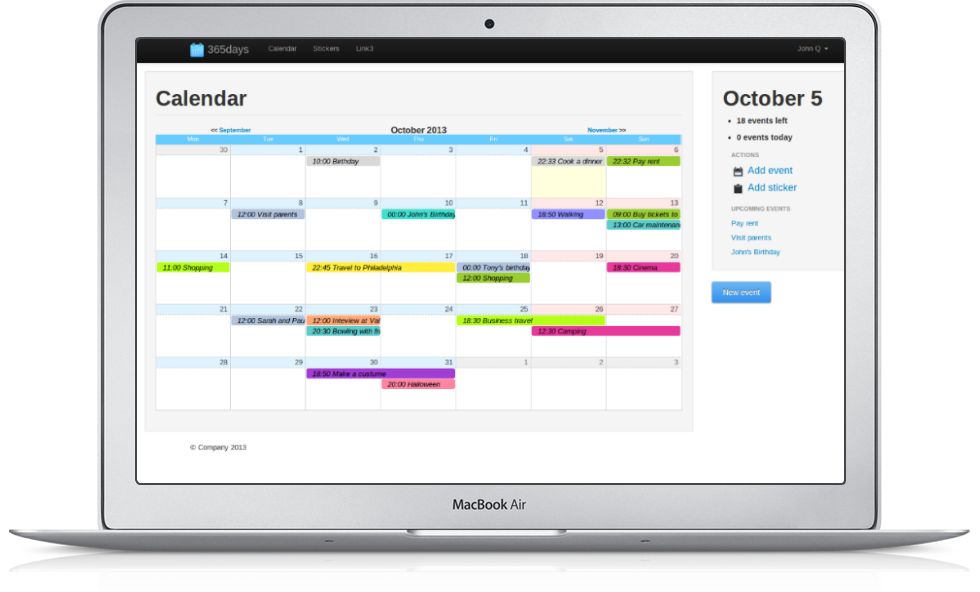 365days Calendar Stickers Link3 John Q
Calendar
<< September October 2013 November >>
Mon Tue Wed Thu Fri Sat Sun
30 1 2 3 4 5 6
10:00 Birthday 22:33 Cook a dinner 22:32 Pay rent
7 8 9 10 11 12 13
12:00 Visit parents 00:00 John's Birthday 18:50 Walking 09:00 Buy tickets to
13:00 Car maintenan
14 15 16 17 18 19 20
11:00 Shopping 22:45 Travel to Philadelphia 00:00 Tony's birthday 18:30 Cinema
12:00 Shopping
21 22 23 24 25 26 27
12:00 Sarah and Pau 12:00 Inteview at Val 18:30 Business travel
20:30 Bowling with fr 12:30 Camping
28 29 30 31 1 2 3
18:50 Make a custume
20:00 Halloween
© Company 2013
October 5
18 events left
0 events today
ACTIONS
Add event
Add sticker
UPCOMING EVENTS
Pay rent
Visit parents
John's Birthday
New event
MacBook Air